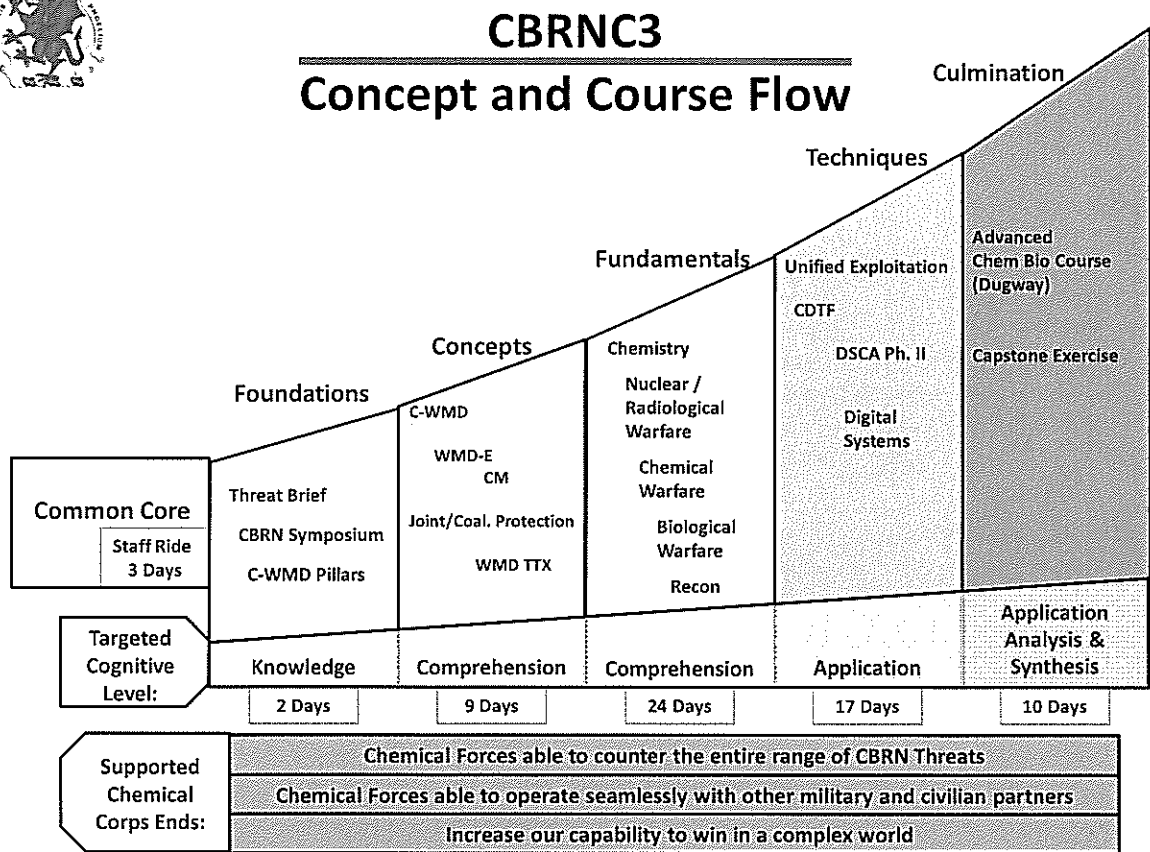 CBRNC3
Concept and Course Flow
Culmination
Techniques
Fundamentals
Concepts
Foundations
Common Core
Staff Ride
3 Days
Threat Brief
CBRN Symposium
C-WMD Pillars
C-WMD
WMD-E
CM
Joint/Coal. Protection
WMD TTX
Chemistry
Nuclear /
Radiological
Warfare
Chemical
Warfare
Biological
Warfare
Recon
Unified Exploitation
CDTF
DSCA Ph. II
Digital
Systems
Advanced
Chem Bio Course
(Dugway)
Capstone Exercise
Targeted
Cognitive
Level:
Knowledge
Comprehension
Comprehension
Application
Application
Analysis &
Synthesis
2 Days
9 Days
24 Days
17 Days
10 Days
Supported
Chemical
Corps Ends:
Chemical Forces able to counter the entire range of CBRN Threats
Chemical Forces able to operate seamlessly with other military and civilian partners
Increase our capability to win in a complex world